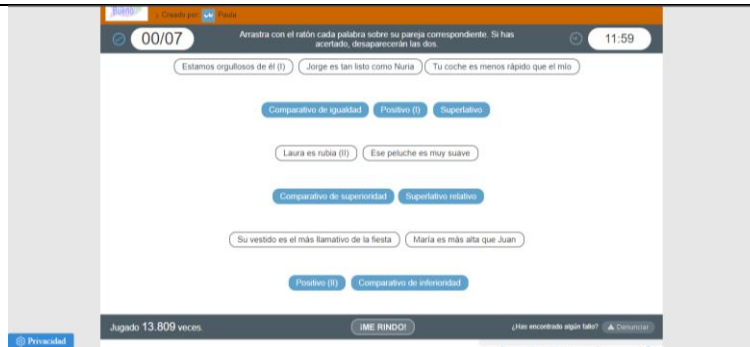 Bueno
Creado por Paula
00/07
Arrastra con el ratón cada palabra sobre su pareja correspondiente. Si has
acertado, desaparecerán las dos.
11:59
Estamos orgullosos de él (I) Jorge es tan listo como Nuria Tu coche es menos rápido que el mío
Comparativo de igualdad Positivo (I) Superlativo
Laura es rubia (II) Ese peluche es muy suave
Comparativo de superioridad Superlativo relativo
Su vestido es el más llamativo de la fiesta María es más alta que Juan
Positivo (II) Comparativo de inferioridad
Jugado 13.809 veces ¡ME RINDO! ¿Has encontrado algún fallo? Denunciar
Privacidad